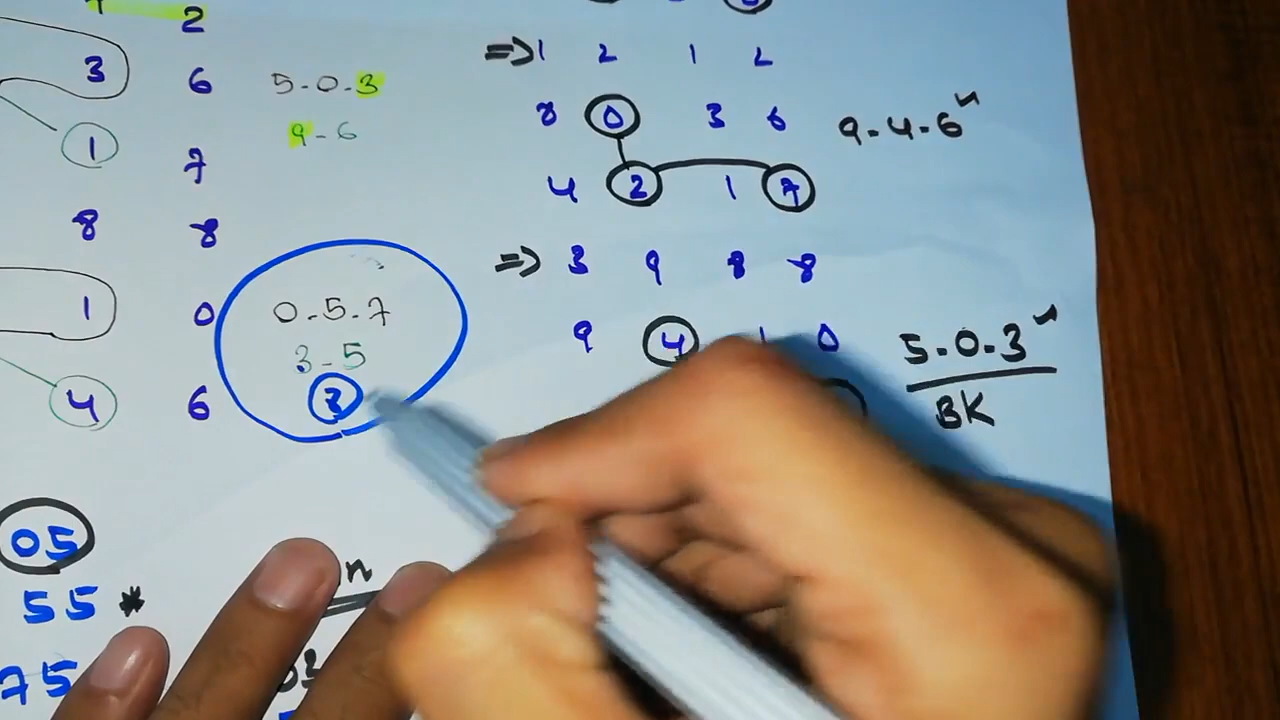 2
3 6 5-0-3
1 9-6
7
8 8
1 0 0-5-7
3-5
4 6 3
05
55 *
75
n
=> 1 2 1 2
8 0 3 6 9-4-6
4 2 1 7
=> 3 9 8 8
9 4 1 0 5-0-3
BK